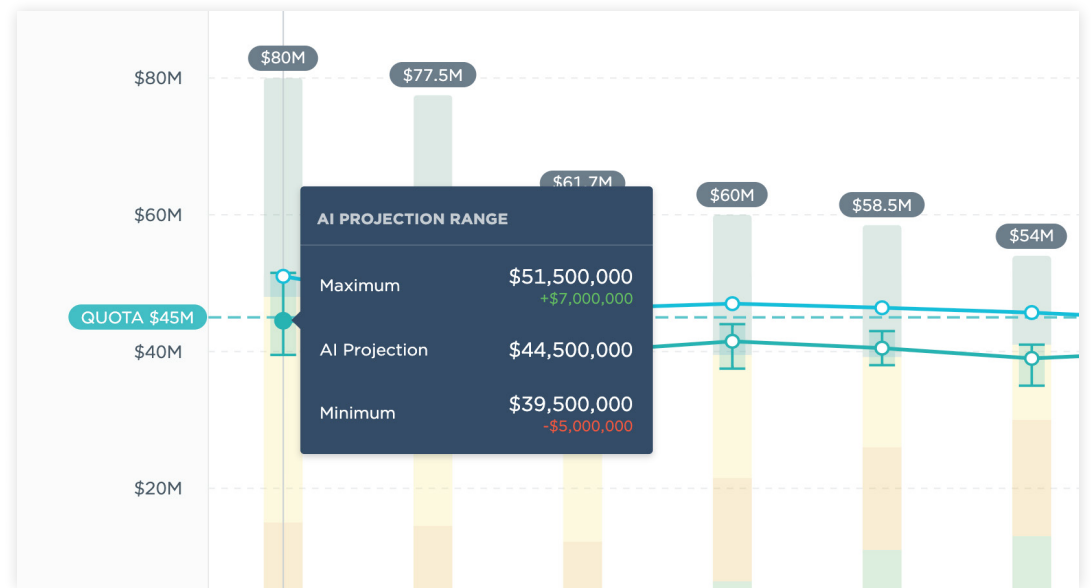 $80M
$77.5M
$61.7M
$60M
$58.5M
$54M
$80M
$60M
QUOTA $45M
$40M
$20M
AI PROJECTION RANGE
Maximum $51,500,000
+$7,000,000
AI Projection $44,500,000
Minimum $39,500,000
-$5,000,000